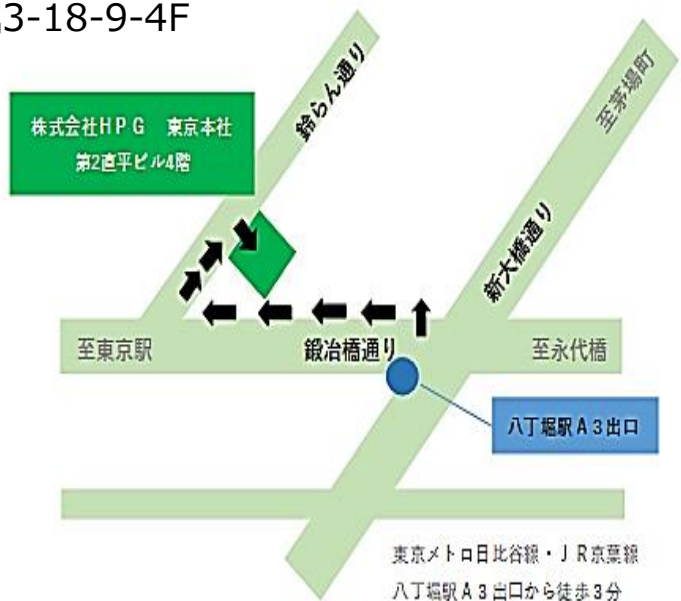 3-18-9-4F
鈴らん通り
至茅場町
株式会社HPG 東京本社
第2直平ビル4階
新大橋通り
至東京駅
鍛冶橋通り
至永代橋
八丁堀駅A3出口
東京メトロ日比谷線・JR京葉線
八丁堀駅A3出口から徒歩3分